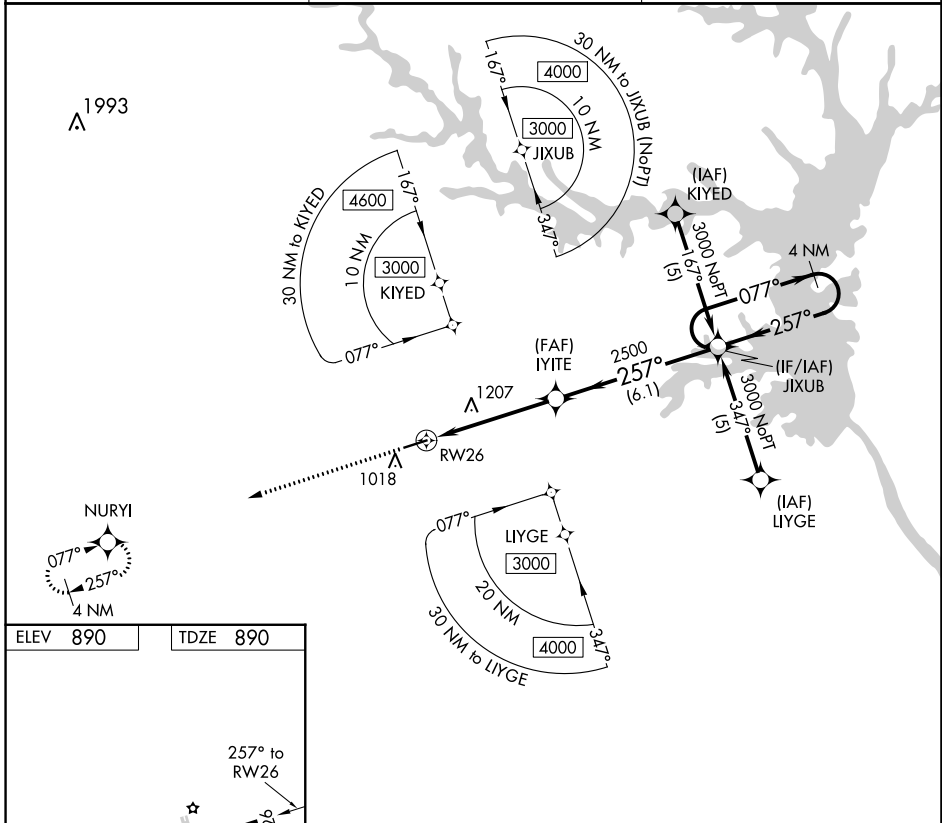 1993
30 NM to JIXUB (NoPT)
167°
4000
10 NM
3000
JIXUB
347°
30 NM to KIYED
167°
4600
10 NM
3000
KIYED
077°
(IAF)
KIYED
3000 NoPT
167°
(5)
4 NM
077°
257°
(IF/IAF)
JIXUB
(FAF)
IYITE
2500
257°
(6.1)
3000 NoPT
347°
(5)
(IAF)
LIYGE
1207
RW26
1018
NURYI
077°
257°
4 NM
077°
LIYGE
3000
20 NM
30 NM to LIYGE
4000
347°
ELEV 890
TDZE 890
257° to
RW26
26